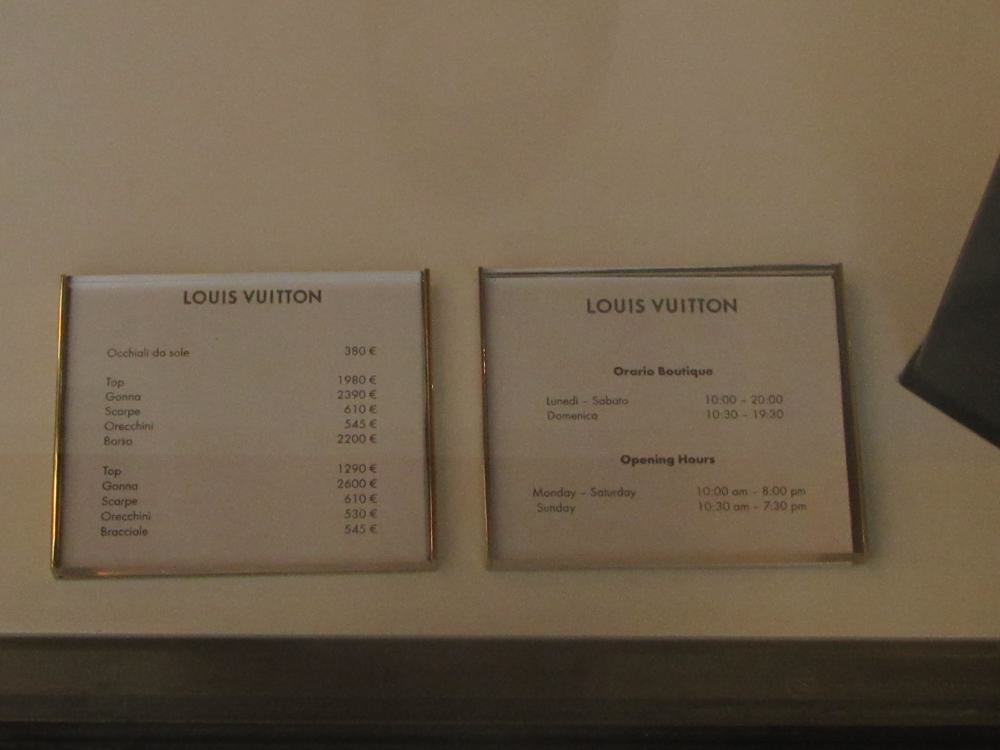 LOUIS VUITTON
Occhiali da sole 380 €
Top 1980 €
Gonna 2390 €
Scarpe 610 €
Orecchini 545 €
Borsa 2200 €
Top 1290 €
Gonna 2600 €
Scarpe 610 €
Orecchini 530 €
Bracciale 545 €
LOUIS VUITTON
Orario Boutique
Lunedì – Sabato 10:00 – 20:00
Domenica 10:30 – 19:30
Opening Hours
Monday – Saturday 10:00 am – 8:00 pm
Sunday 10:30 am – 7:30 pm